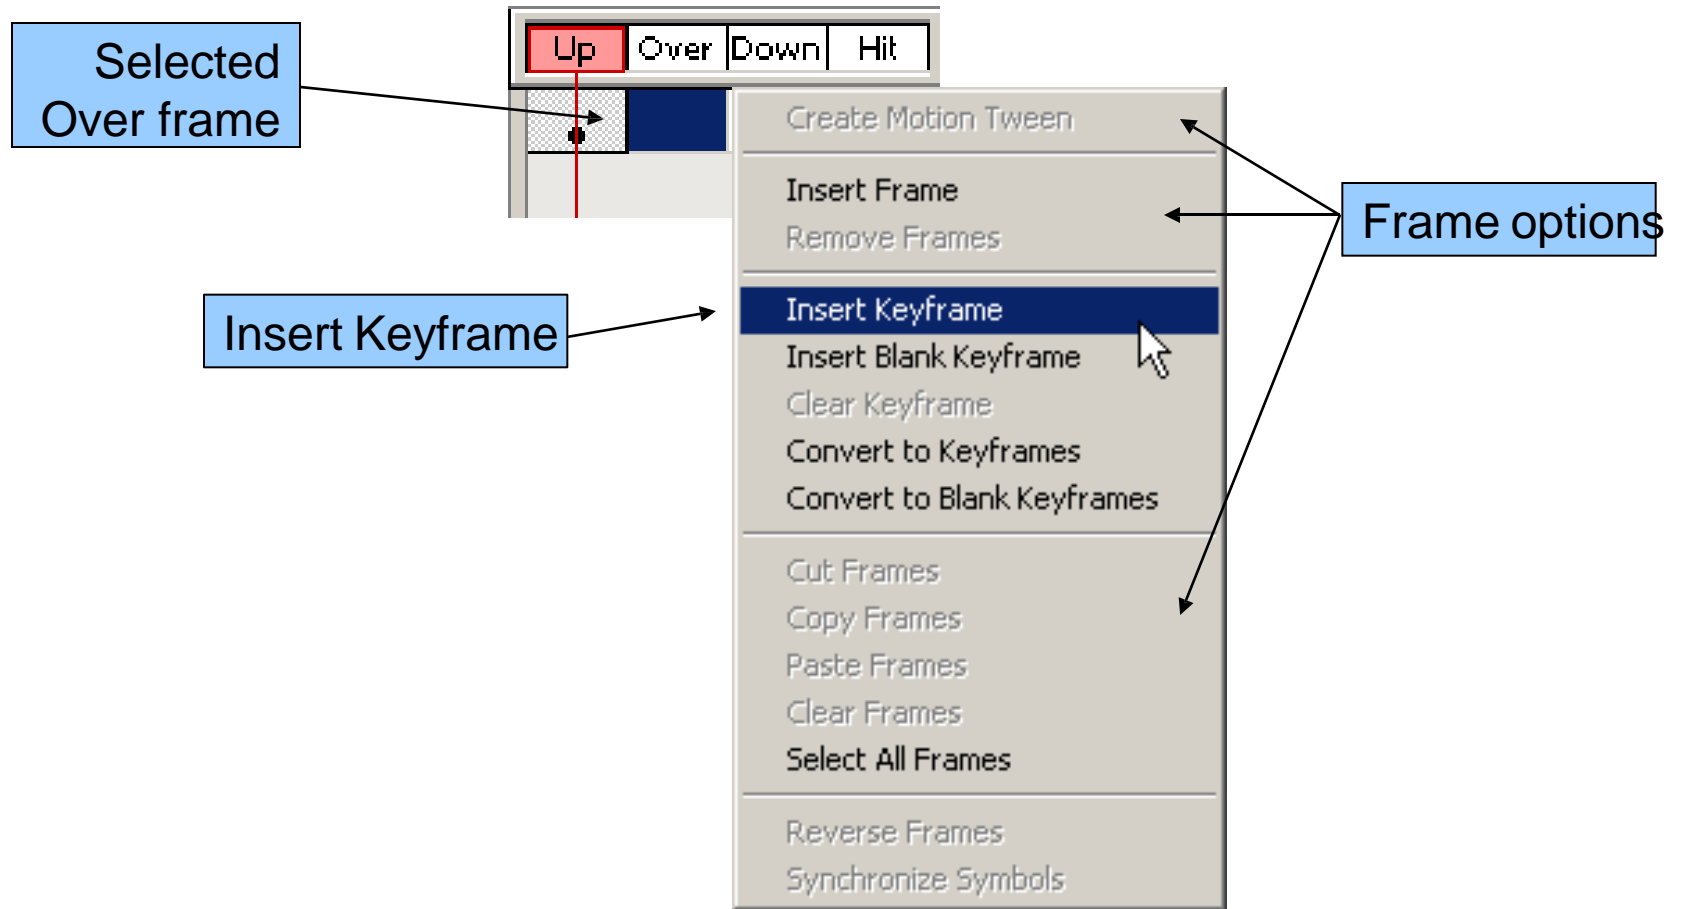 Selected
Over frame
Up Over Down Hit
Create Motion Tween
Insert Frame
Remove Frames
Frame options
Insert Keyframe
Insert Keyframe
Insert Blank Keyframe
Clear Keyframe
Convert to Keyframes
Convert to Blank Keyframes
Cut Frames
Copy Frames
Paste Frames
Clear Frames
Select All Frames
Reverse Frames
Synchronize Symbols